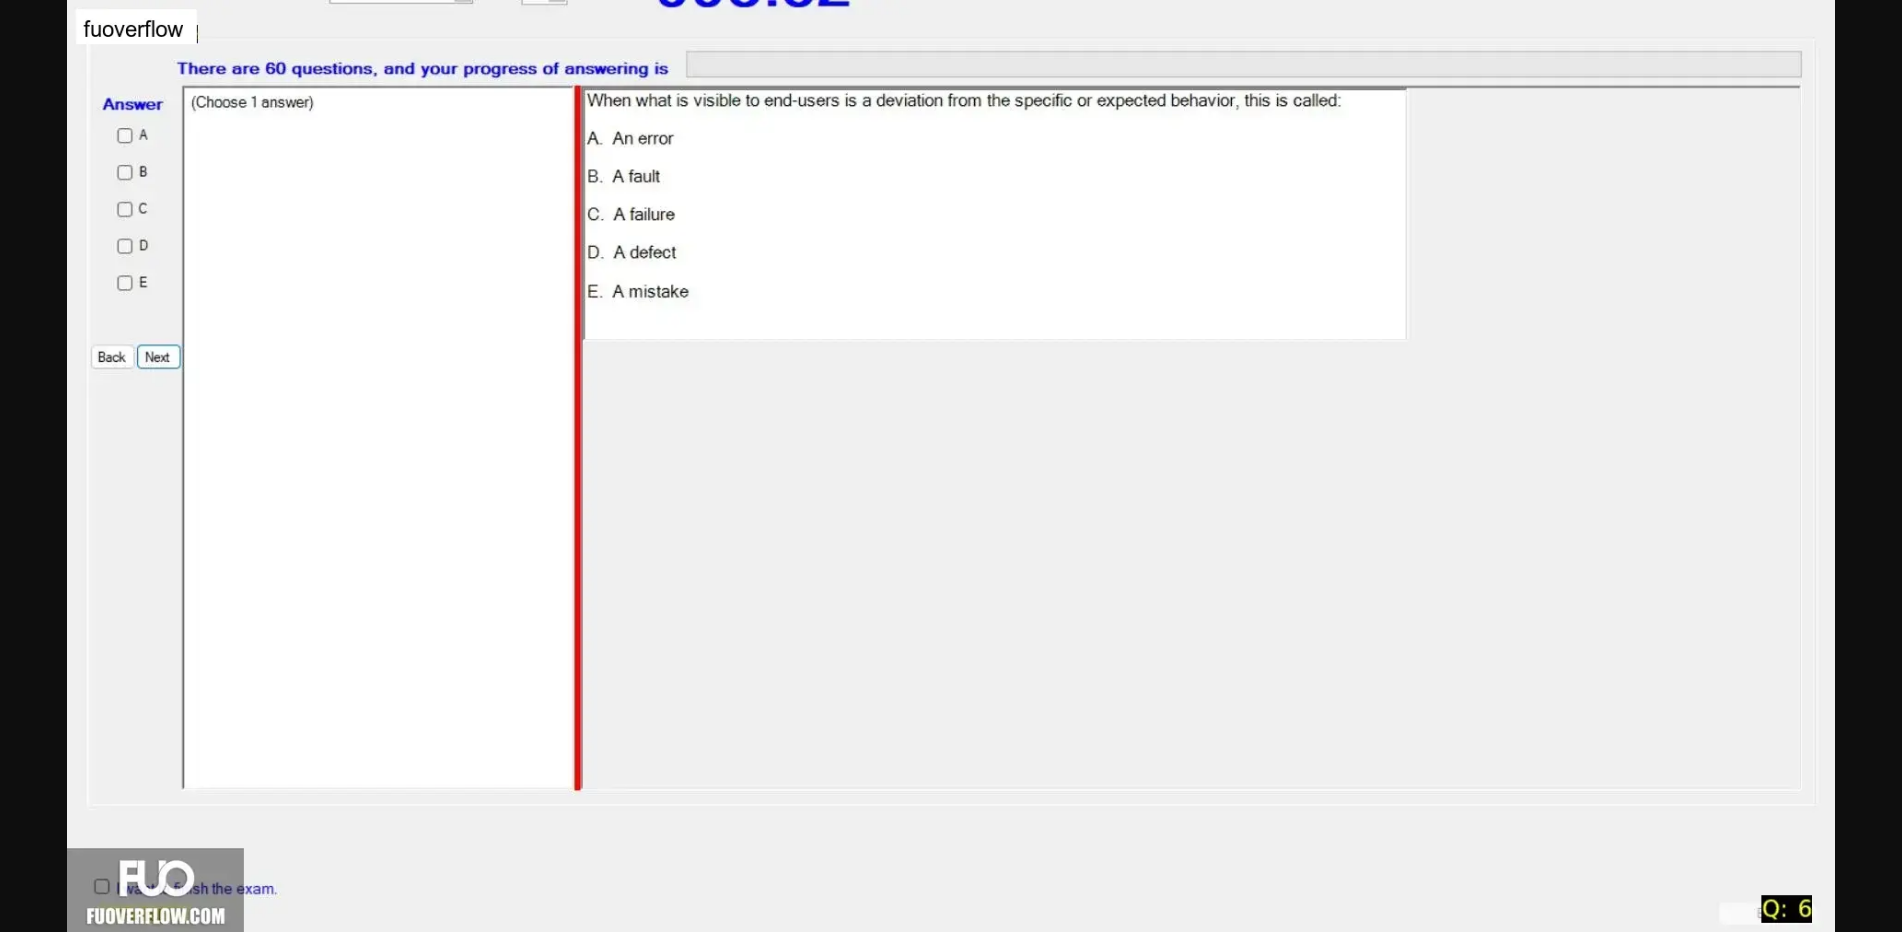 fuoverflow
There are 60 questions, and your progress of answering is
Answer
(Choose 1 answer)
When what is visible to end-users is a deviation from the specific or expected behavior, this is called:
A
A. An error
B
B. A fault
C
C. A failure
D
D. A defect
E
E. A mistake
Back
Next
FUO
the exam.
FUOVERFLOW.COM
Q: 6